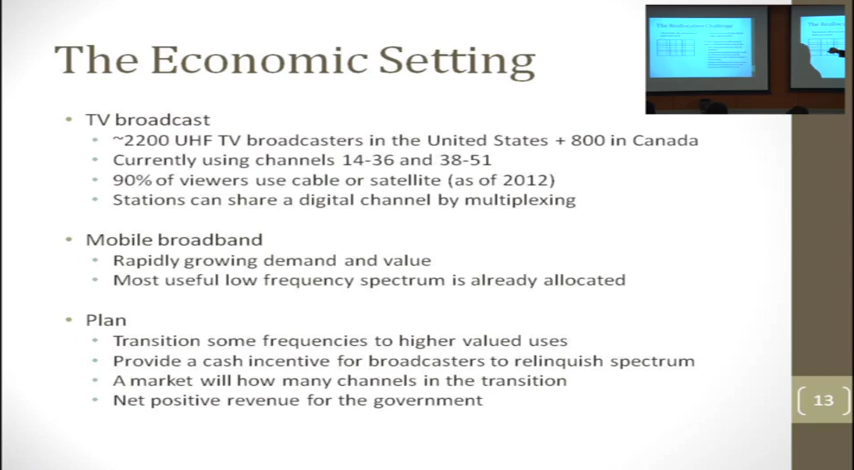 The Economic Setting
• TV broadcast
• ~2200 UHF TV broadcasters in the United States + 800 in Canada
• Currently using channels 14-36 and 38-51
• 90% of viewers use cable or satellite (as of 2012)
• Stations can share a digital channel by multiplexing
• Mobile broadband
• Rapidly growing demand and value
• Most useful low frequency spectrum is already allocated
• Plan
• Transition some frequencies to higher valued uses
• Provide a cash incentive for broadcasters to relinquish spectrum
• A market will how many channels in the transition
• Net positive revenue for the government
13